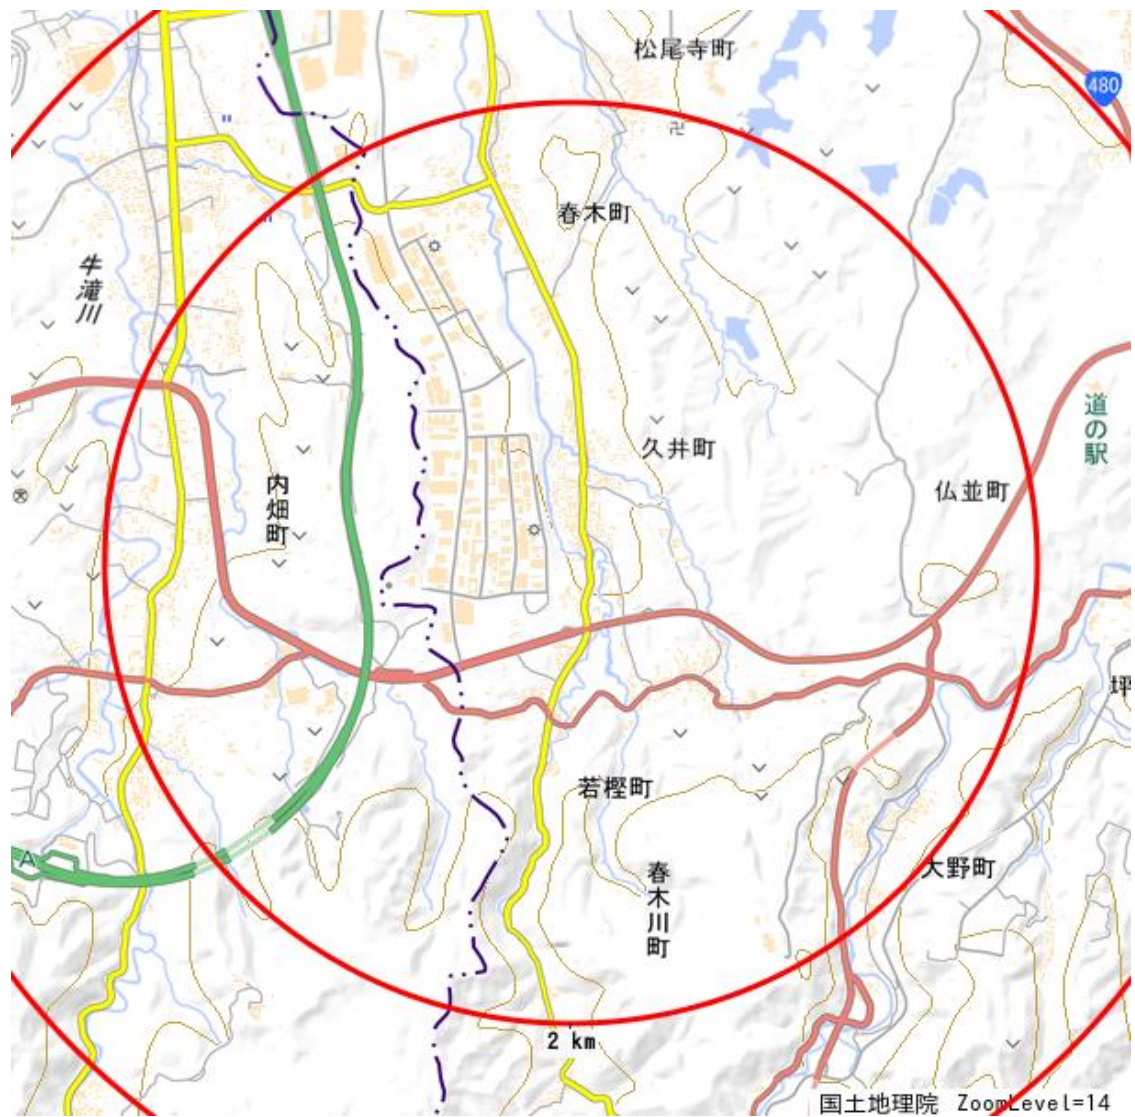 松尾寺町
480
春木町
牛滝川
道の駅
久井町
内畑町
仏並町
坪
若樫町
大野町
春木川町
2 km
国土地理院 ZoomLevel=14